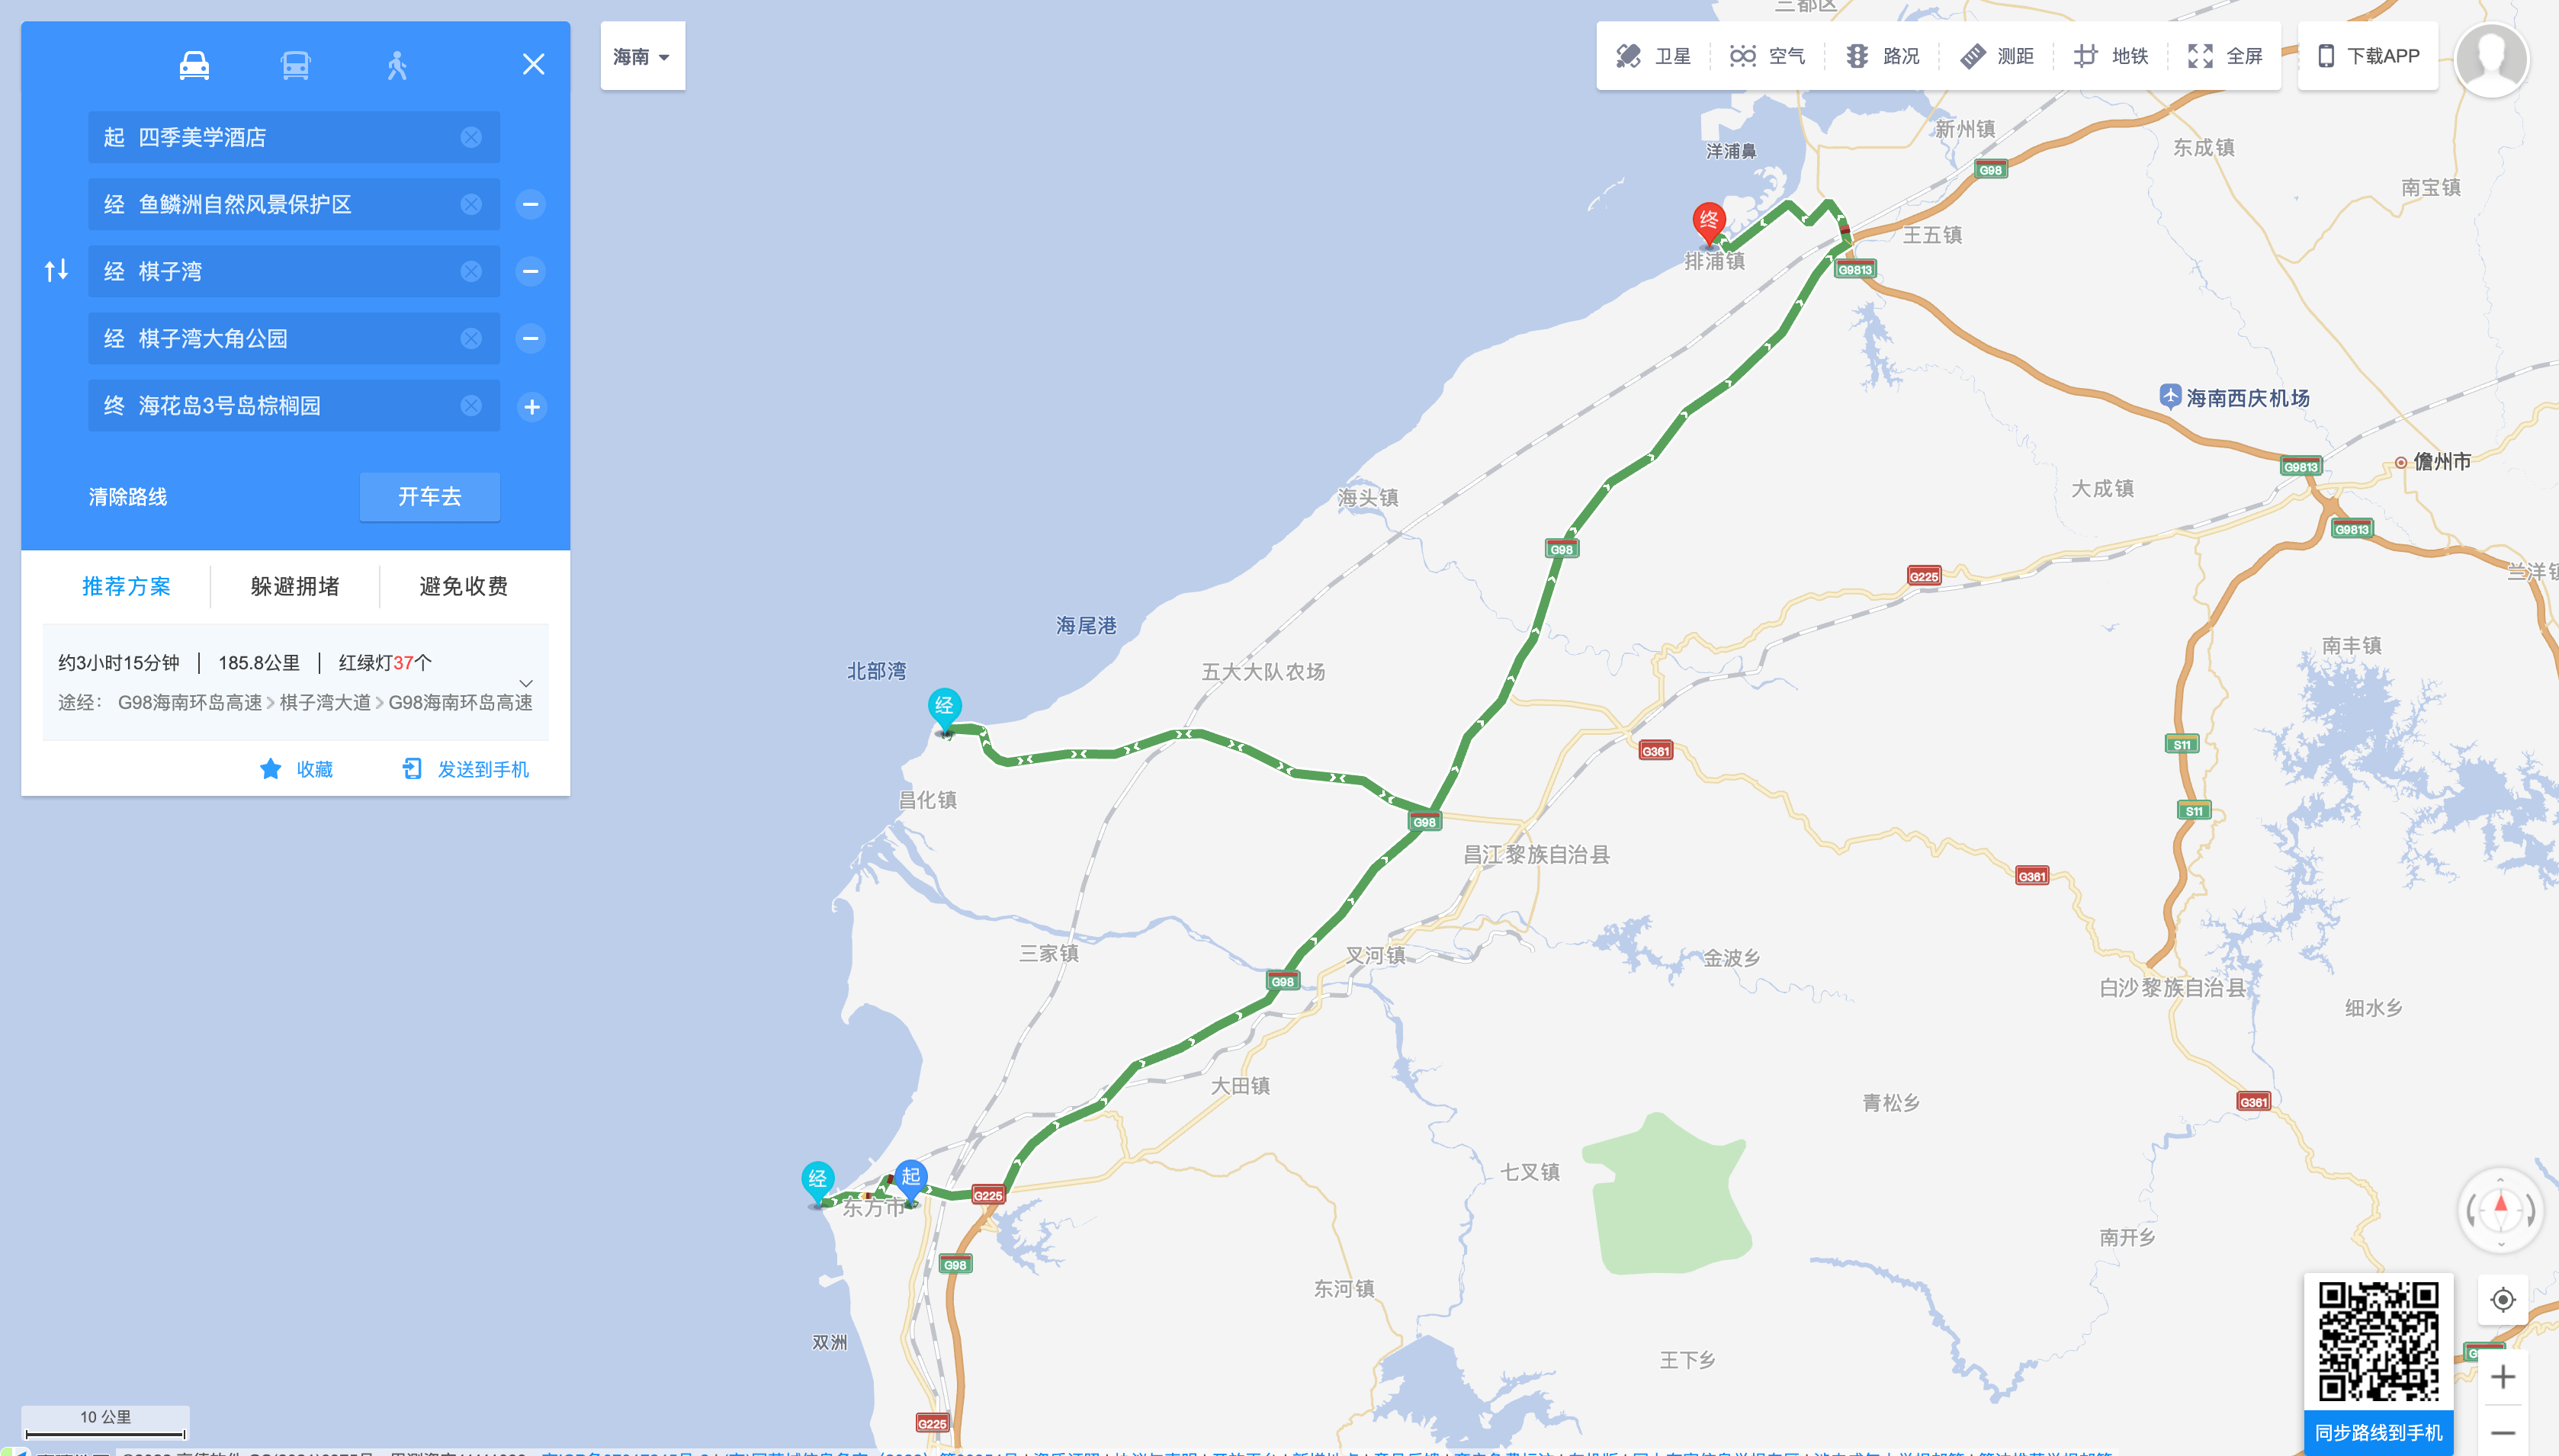 起 四季美学酒店
经 鱼鳞洲自然风景保护区
经 棋子湾
经 棋子湾大角公园
终 海花岛3号岛棕榈园
清除路线 开车去
推荐方案 躲避拥堵 避免收费
约3小时15分钟 | 185.8公里 | 红绿灯37个
途经： G98海南环岛高速 棋子湾大道 G98海南环岛高速
收藏 发送到手机
海南
卫星 空气 路况 测距 地铁 全屏
下载APP
三都区
新州镇
东成镇
洋浦鼻
G98
南宝镇
终
王五镇
排浦镇
G9813
海南西庆机场
G9813
儋州市
大成镇
海头镇
G9813
G98
G225
兰洋镇
海尾港
南丰镇
北部湾
五大大队农场
经
G361
S11
昌化镇
S11
G98
昌江黎族自治县
G361
三家镇
叉河镇
金波乡
G98
白沙黎族自治县
细水乡
大田镇
青松乡
G361
经
起
七叉镇
G225
东方市
南开乡
G98
东河镇
双洲
王下乡
G225
10 公里
同步路线到手机